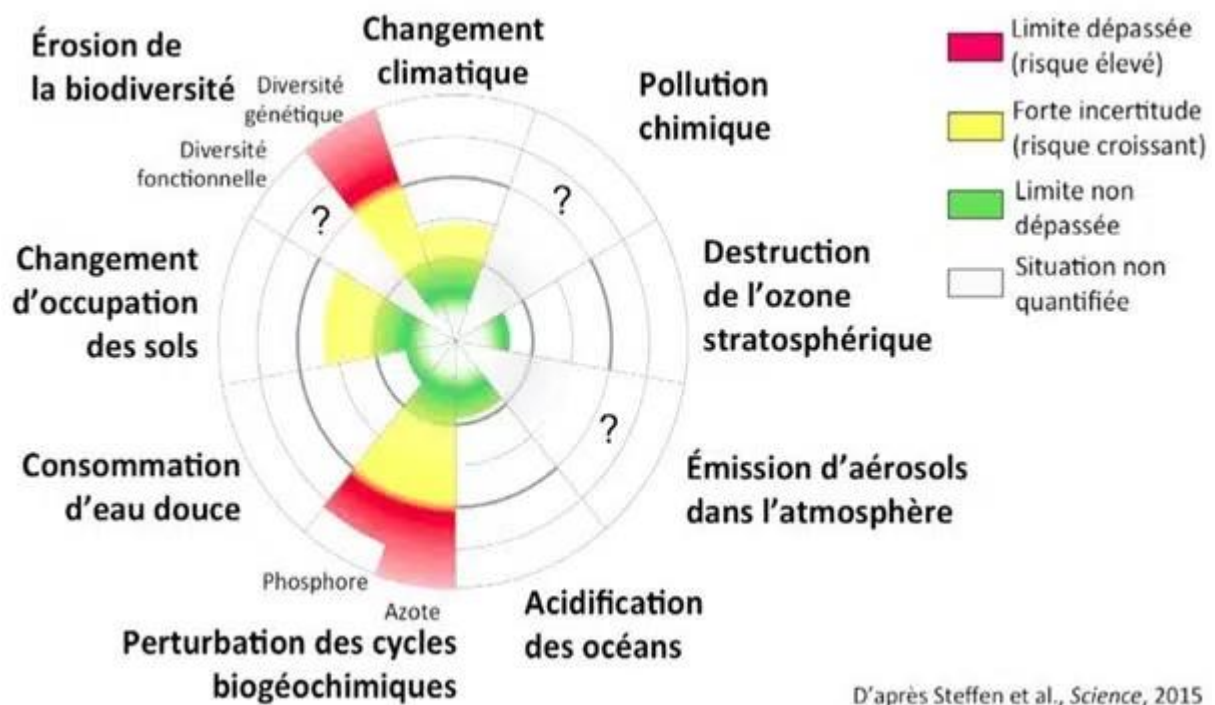 Érosion de
la biodiversité
Diversité
génétique
Diversité
fonctionnelle
Changement
climatique
Pollution
chimique
?
?
Changement
d'occupation
des sols
Destruction
de l'ozone
stratosphérique
?
Consommation
d'eau douce
Émission d'aérosols
dans l'atmosphère
Phosphore
Azote
Perturbation des cycles
biogéochimiques
Acidification
des océans
Limite dépassée
(risque élevé)
Forte incertitude
(risque croissant)
Limite non
dépassée
Situation non
quantifiée
D'après Steffen et al., Science, 2015